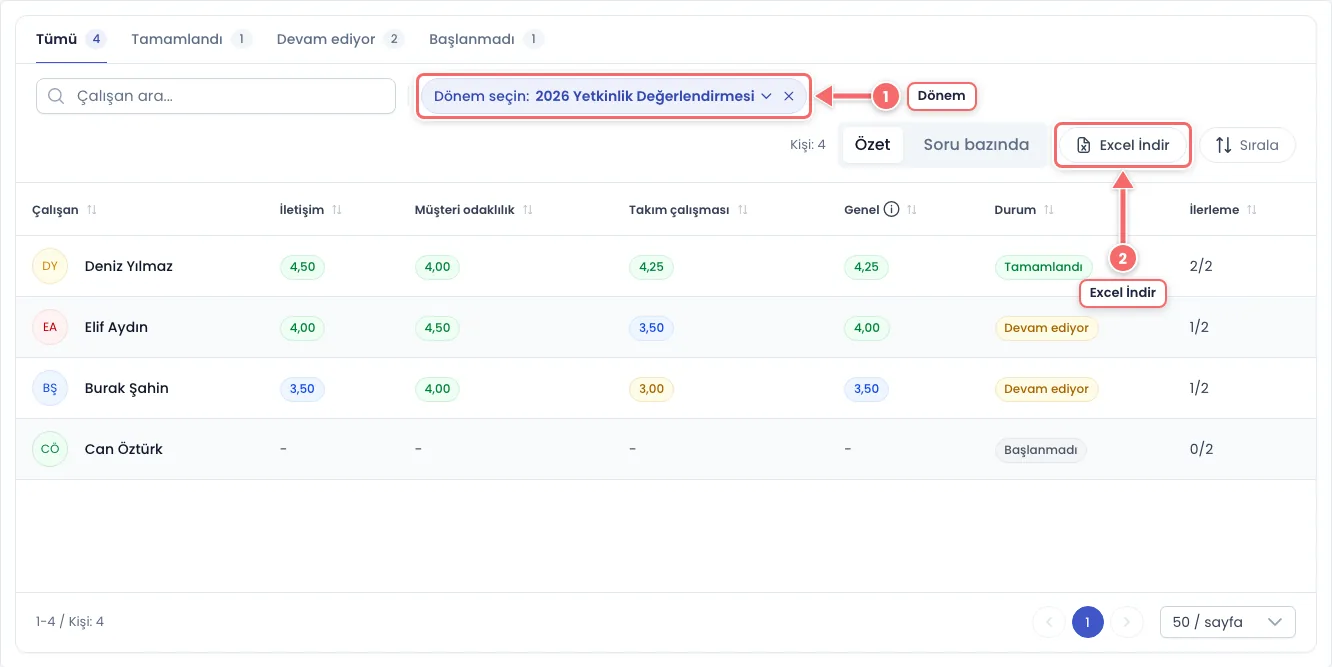 Tümü 4 Tamamlandı 1 Devam ediyor 2 Başlanmadı 1
Çalışan ara... Dönem seçin: 2026 Yetkinlik Değerlendirmesi 1 Dönem
Kişi: 4 Özet Soru bazında Excel İndir Sırala
Çalışan İletişim Müşteri odaklılık Takım çalışması Genel Durum İlerleme
DY Deniz Yılmaz 4,50 4,00 4,25 4,25 Tamamlandı 2/2
2
Excel İndir
EA Elif Aydın 4,00 4,50 3,50 4,00 Devam ediyor 1/2
BŞ Burak Şahin 3,50 4,00 3,00 3,50 Devam ediyor 1/2
CÖ Can Öztürk - - - - Başlanmadı 0/2
1-4 / Kişi: 4 1 50 / sayfa